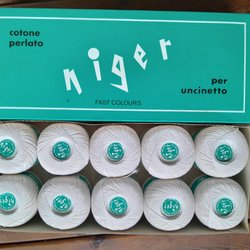 cotone
perlato
niger
FAST COLOURS
per
uncinetto